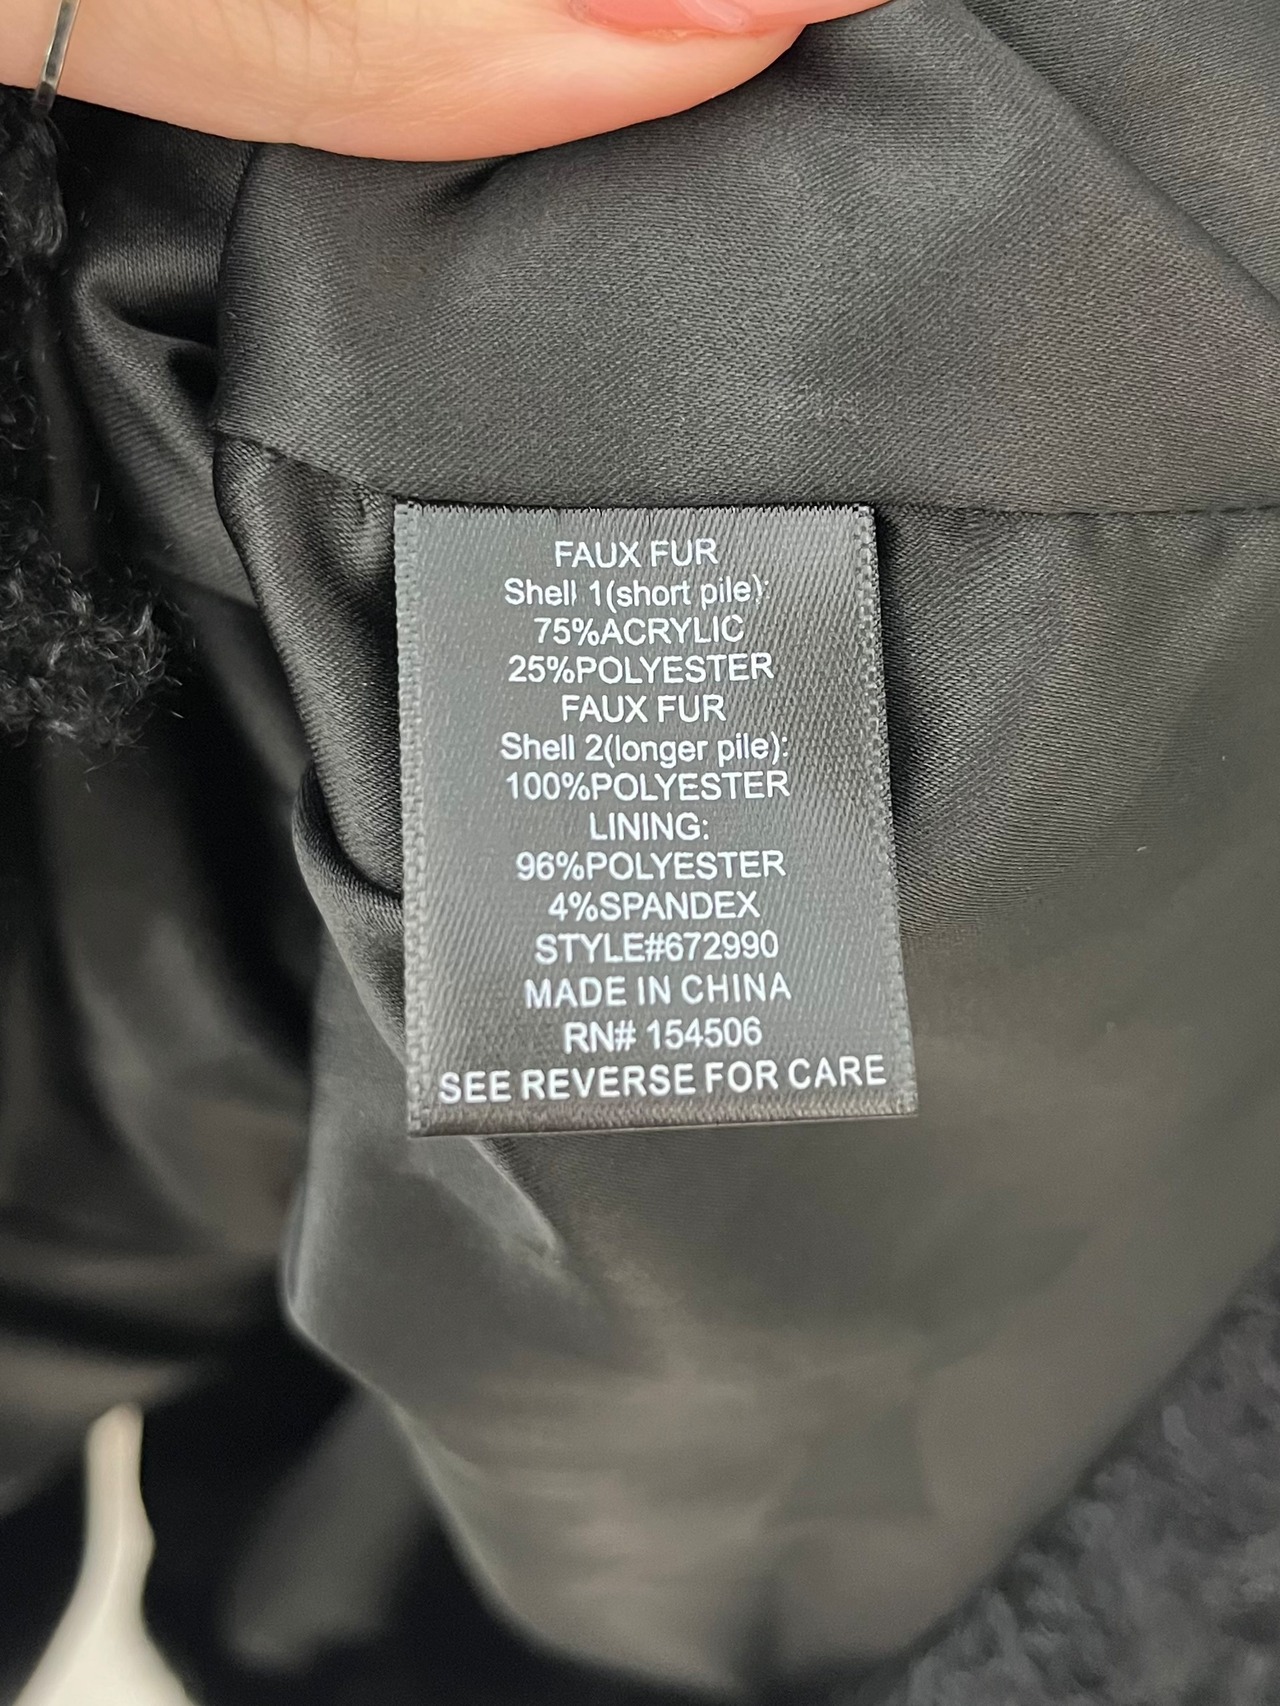 FAUX FUR
Shell 1(short pile):
75%ACRYLIC
25%POLYESTER
FAUX FUR
Shell 2(longer pile):
100%POLYESTER
LINING:
96%POLYESTER
4%SPANDEX
STYLE#672990
MADE IN CHINA
RN# 154506
SEE REVERSE FOR CARE